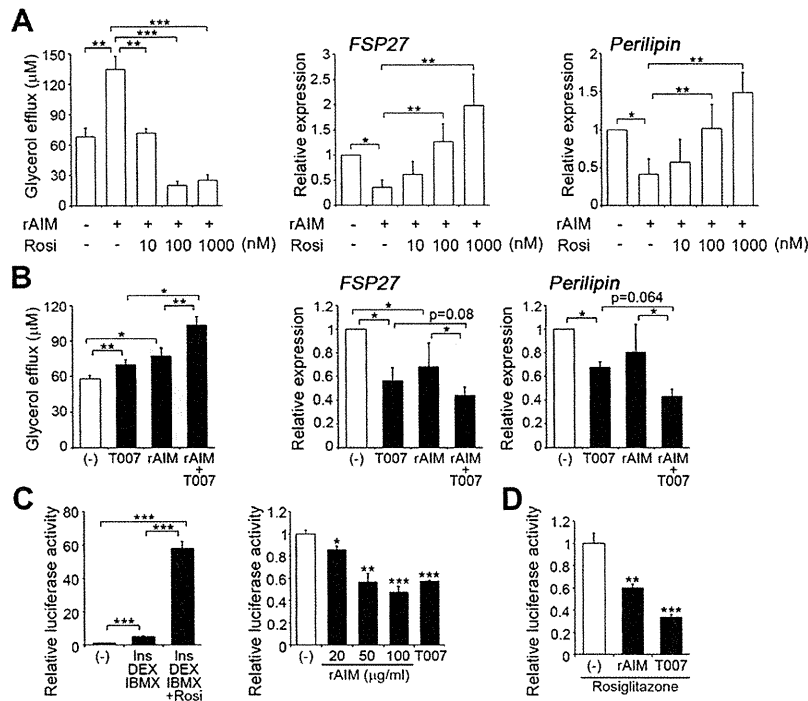 A
Glycerol efflux (μM)
150
120
90
60
30
0
** *** *** **
rAIM - + + + +
Rosi - - 10 100 1000 (nM)
FSP27
Relative expression
3
2.5
2
1.5
1
0.5
0
* ** **
rAIM - + + + +
Rosi - - 10 100 1000 (nM)
Perilipin
Relative expression
2
1.5
1
0.5
0
* ** **
rAIM - + + + +
Rosi - - 10 100 1000 (nM)
B
Glycerol efflux (μM)
120
90
60
30
0
* ** * **
(-) T007 rAIM rAIM + T007
FSP27
Relative expression
1.2
1
0.8
0.6
0.4
0.2
0
* * p=0.08 *
(-) T007 rAIM rAIM + T007
Perilipin
Relative expression
1.2
1
0.8
0.6
0.4
0.2
0
* p=0.064 *
(-) T007 rAIM rAIM + T007
C
Relative luciferase activity
80
60
40
20
0
*** *** ***
(-) Ins DEX IBMX Ins DEX IBMX +Rosi
Relative luciferase activity
1.2
1
0.8
0.6
0.4
0.2
0
* ** *** ***
(-) 20 50 100 T007
rAIM (μg/ml)
D
Relative luciferase activity
1.2
1
0.8
0.6
0.4
0.2
0
** ***
(-) rAIM T007
Rosiglitazone